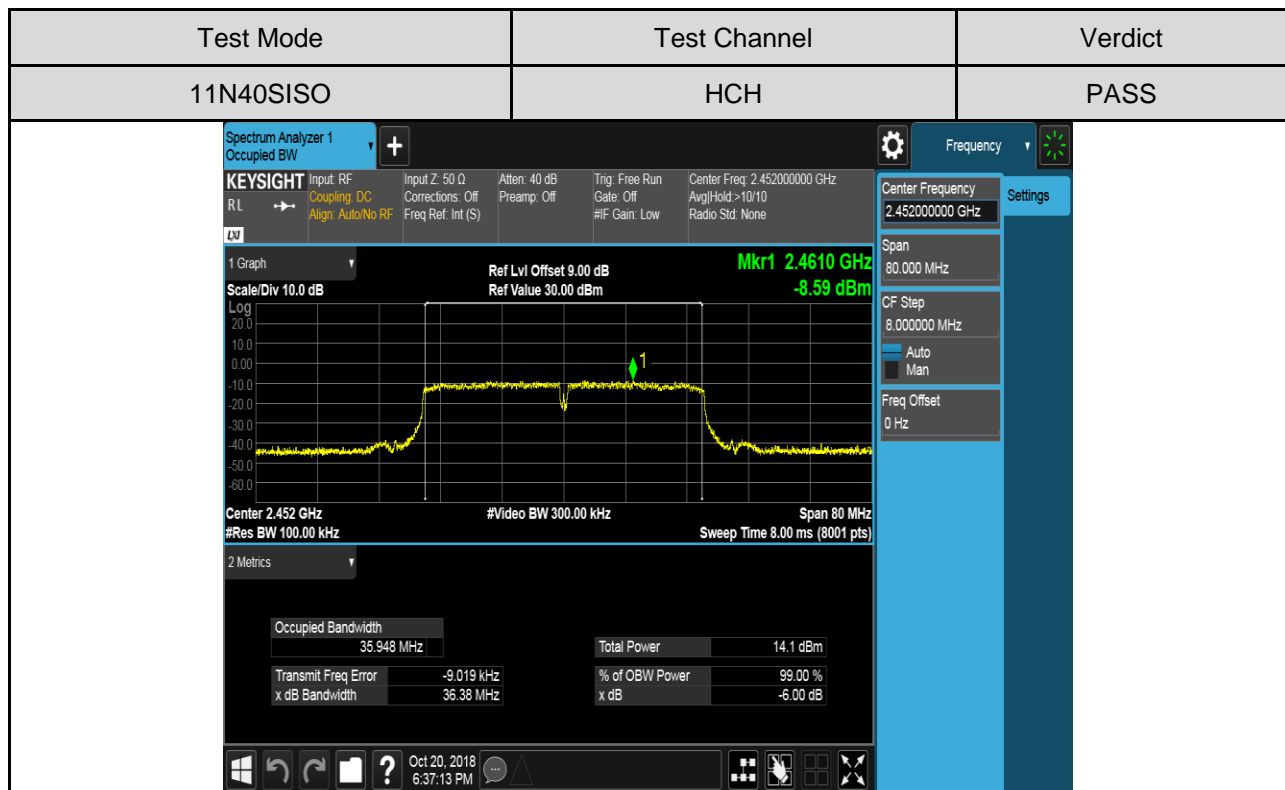 Test Mode Test Channel Verdict
11N40SISO HCH PASS
Spectrum Analyzer 1
Occupied BW
+
Frequency
KEYSIGHT Input: RF Input Z: 50 Ω Atten: 40 dB Trig: Free Run Center Freq: 2.452000000 GHz
RL Coupling: DC Corrections: Off Preamp: Off Gate: Off Avg|Hold:>10/10
Align: Auto/No RF Freq Ref: Int (S) #IF Gain: Low Radio Std: None
LXI
Center Frequency
2.452000000 GHz
Settings
Span
80.000 MHz
CF Step
8.000000 MHz
Auto
Man
Freq Offset
0 Hz
1 Graph
Ref Lvl Offset 9.00 dB
Mkr1 2.4610 GHz
Scale/Div 10.0 dB Ref Value 30.00 dBm -8.59 dBm
Log
20.0
10.0
0.00
-10.0
-20.0
-30.0
-40.0
-50.0
-60.0
1
Center 2.452 GHz #Video BW 300.00 kHz Span 80 MHz
#Res BW 100.00 kHz Sweep Time 8.00 ms (8001 pts)
2 Metrics
Occupied Bandwidth
35.948 MHz
Total Power 14.1 dBm
Transmit Freq Error -9.019 kHz % of OBW Power 99.00 %
x dB Bandwidth 36.38 MHz x dB -6.00 dB
?
Oct 20, 2018
6:37:13 PM